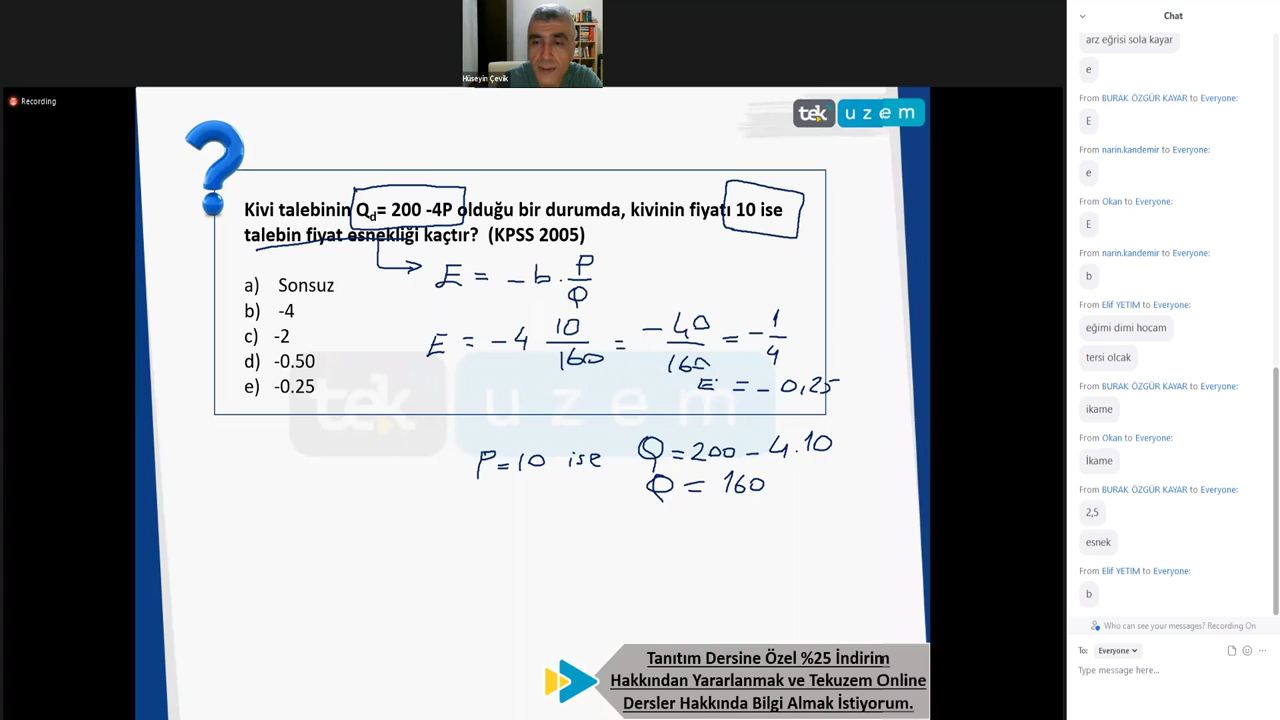 Hüseyin Çevik
Recording
tek uzem
Kivi talebinin Qd= 200 -4P olduğu bir durumda, kivinin fiyatı 10 ise
talebin fiyat esnekliği kaçtır? (KPSS 2005)
a) Sonsuz
b) -4
c) -2
d) -0.50
e) -0.25
E = -b . P/Q
E = -4 10/160 = -40/160 = -1/4
E = -0,25
P=10 ise Q=200-4.10
Q = 160
tek uzem
Tanıtım Dersine Özel %25 İndirim
Hakkından Yararlanmak ve Tekuzem Online
Dersler Hakkında Bilgi Almak İstiyorum.
Chat
arz eğrisi sola kayar
e
From BURAK ÖZGÜR KAYAR to Everyone:
E
From narin.kandemir to Everyone:
e
From Okan to Everyone:
E
From narin.kandemir to Everyone:
b
From Elif YETIM to Everyone:
eğimi dimi hocam
tersi olcak
From BURAK ÖZGÜR KAYAR to Everyone:
ikame
From Okan to Everyone:
İkame
From BURAK ÖZGÜR KAYAR to Everyone:
2,5
esnek
From Elif YETIM to Everyone:
b
Who can see your messages? Recording On
To: Everyone
Type message here...